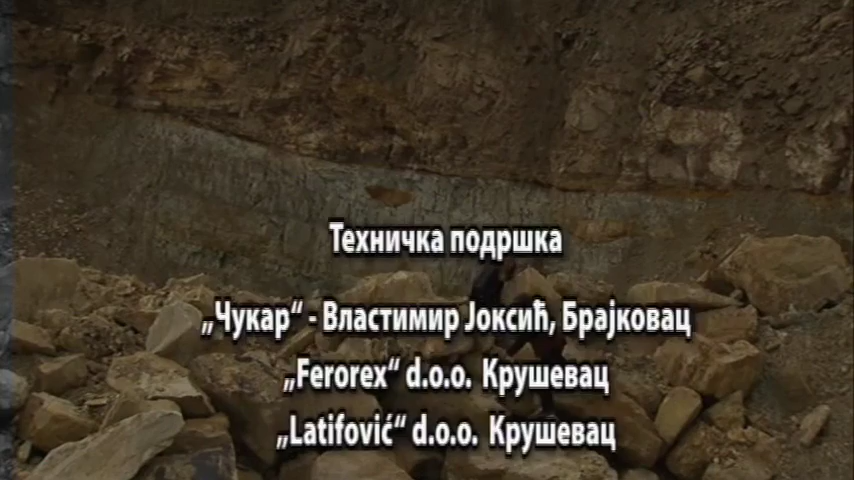 Техничка подршка
„Чукар“ - Властимир Јоксић, Брајковац
„Ferorex“ d.o.o. Крушевац
„Latifović“ d.o.o. Крушевац